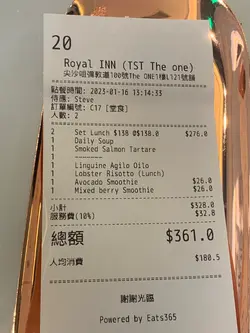 20
Royal INN (TST The one)
尖沙咀彌敦道100號The ONE1樓L121號舖
點餐時間: 2023-01-16 13:14:33
侍應: Steve
訂單編號: C17 [堂食]
人數: 2
2 Set Lunch $138 @$138.0 $276.0
1 Daily Soup
1 Smoked Salmon Tartare
1 ---------
1 Linguine Agilo Oilo
1 Lobster Risotto (Lunch)
1 Avocado Smoothie $26.0
1 Mixed berry Smoothie $26.0
小計 $328.0
服務費(10%) $32.8
總額 $361.0
人均消費 $180.5
謝謝光臨
Powered by Eats365